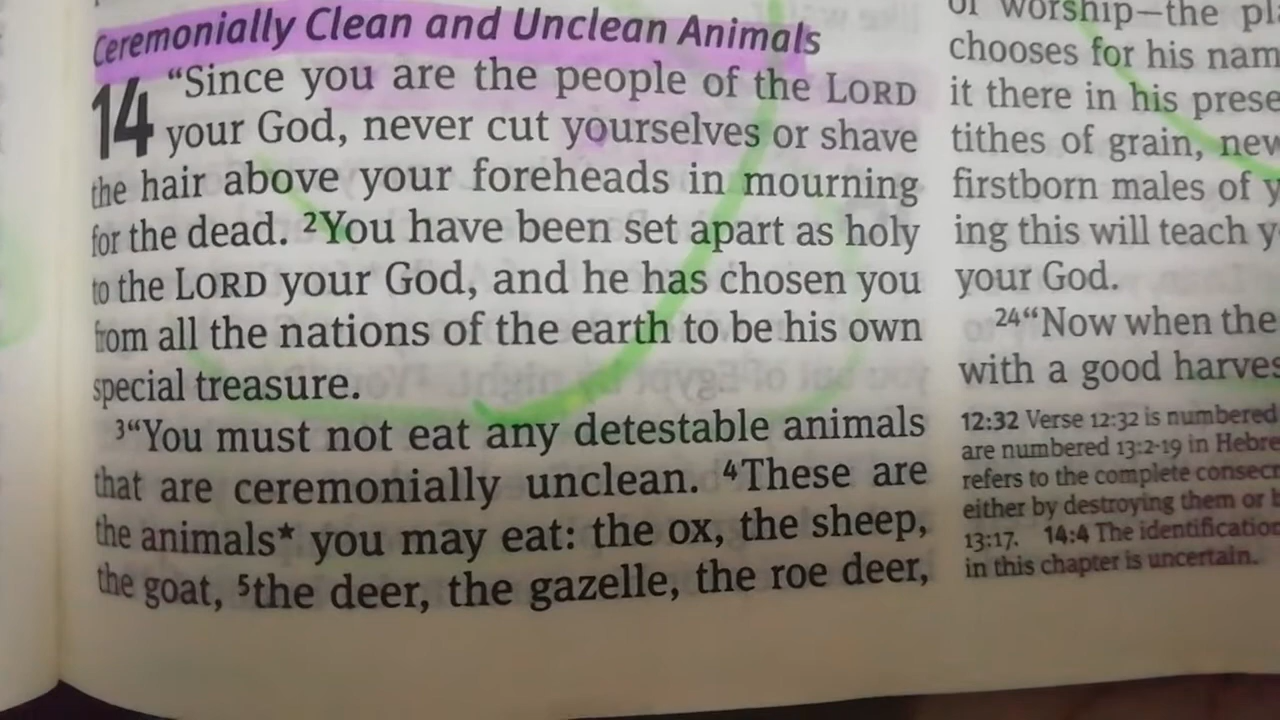 Ceremonially Clean and Unclean Animals
14 “Since you are the people of the LORD
your God, never cut yourselves or shave
the hair above your foreheads in mourning
for the dead. ²You have been set apart as holy
to the LORD your God, and he has chosen you
from all the nations of the earth to be his own
special treasure.
³“You must not eat any detestable animals
that are ceremonially unclean. ⁴These are
the animals* you may eat: the ox, the sheep,
the goat, ⁵the deer, the gazelle, the roe deer,
of worship—the
chooses for his
it there in his
tithes of grain,
firstborn males of
ing this will teach
your God.
²⁴“Now when the
with a good
12:32 Verse 12:32 is numbered
are numbered 13:2-19 in
refers to the complete
either by destroying them or
13:17. 14:4 The
in this chapter is uncertain.